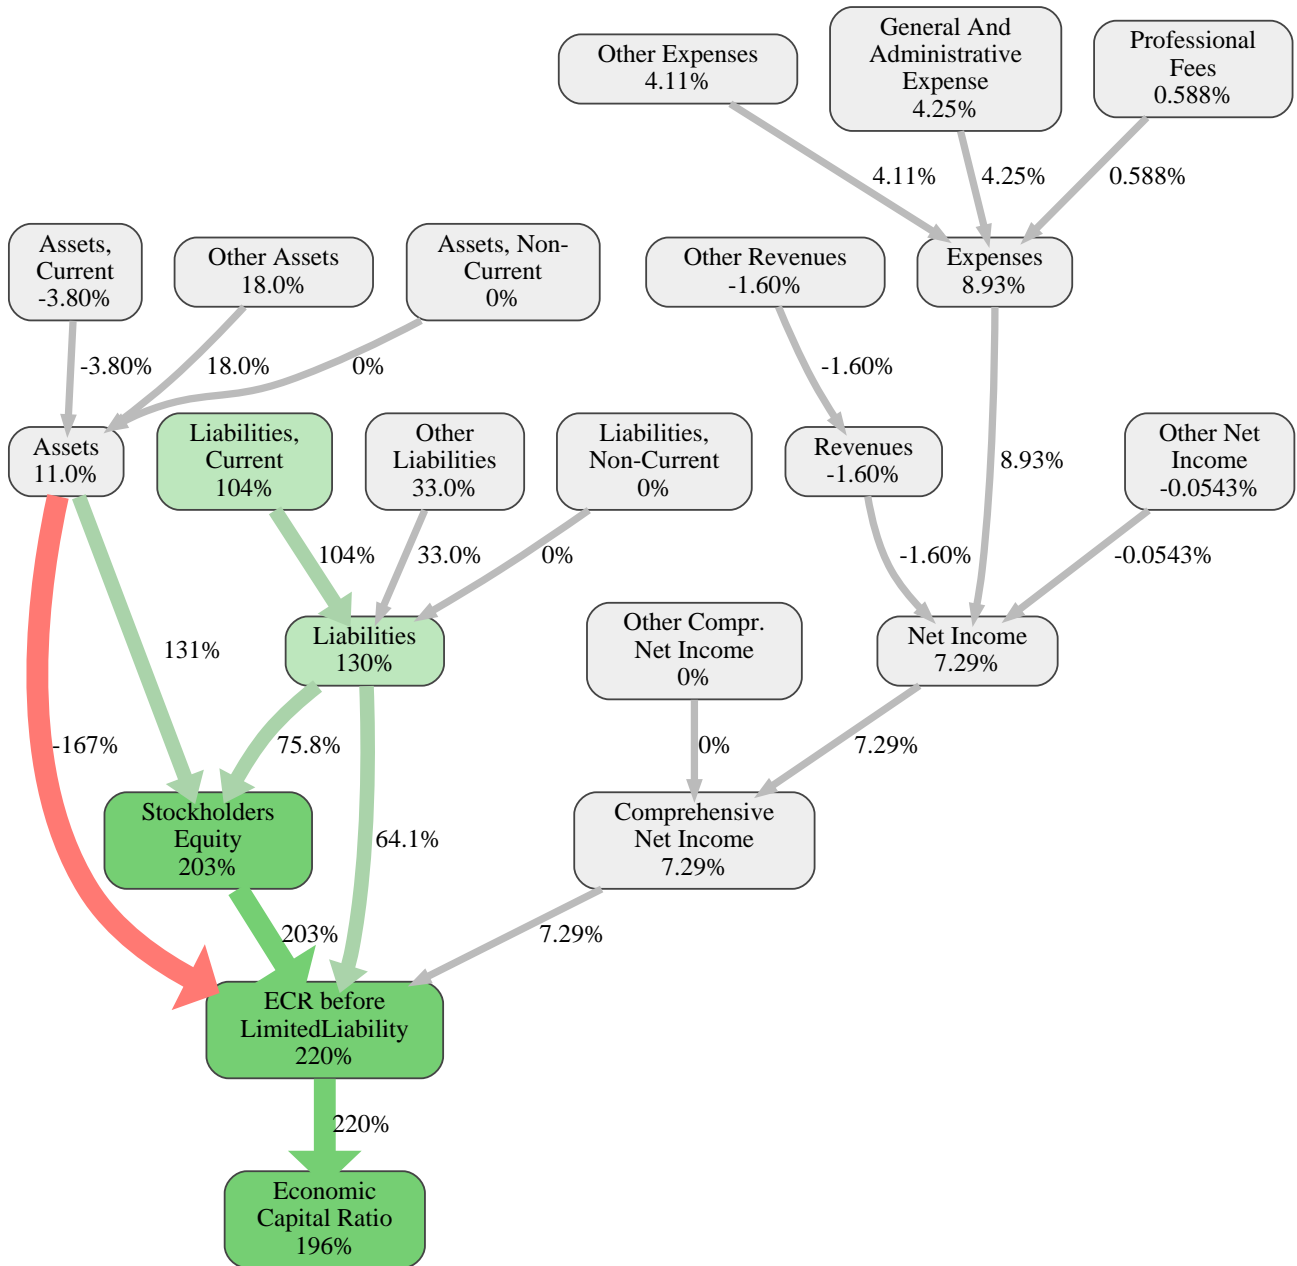 Other Expenses
4.11%
General And
Administrative
Expense
4.25%
Professional
Fees
0.588%
4.11%
4.25%
0.588%
Assets,
Current
-3.80%
Other Assets
18.0%
Assets, Non-
Current
0%
Other Revenues
-1.60%
Expenses
8.93%
-3.80%
18.0%
0%
-1.60%
Assets
11.0%
Liabilities,
Current
104%
Other
Liabilities
33.0%
Liabilities,
Non-Current
0%
Revenues
-1.60%
8.93%
Other Net
Income
-0.0543%
104%
33.0%
0%
-1.60%
-0.0543%
131%
Liabilities
130%
Other Compr.
Net Income
0%
Net Income
7.29%
-167%
75.8%
0%
7.29%
Stockholders
Equity
203%
64.1%
Comprehensive
Net Income
7.29%
203%
7.29%
ECR before
LimitedLiability
220%
220%
Economic
Capital Ratio
196%